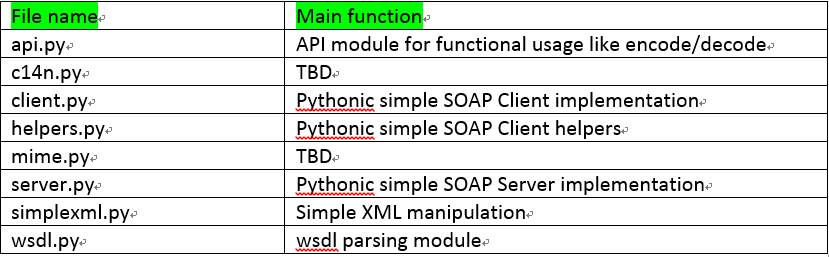 File name Main function
api.py API module for functional usage like encode/decode
c14n.py TBD
client.py Pythonic simple SOAP Client implementation
helpers.py Pythonic simple SOAP Client helpers
mime.py TBD
server.py Pythonic simple SOAP Server implementation
simplexml.py Simple XML manipulation
wsdl.py wsdl parsing module